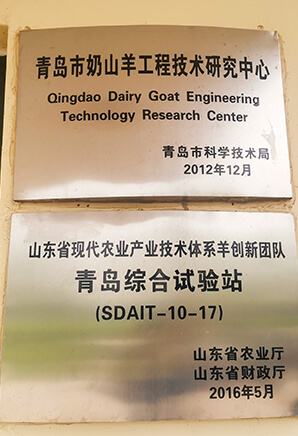 青岛市奶山羊工程技术研究中心
Qingdao Dairy Goat Engineering
Technology Research Center
青岛市科学技术局
2012年12月
山东省现代农业产业技术体系羊创新团队
青岛综合试验站
(SDAIT-10-17)
山东省农业厅
山东省财政厅
2016年5月